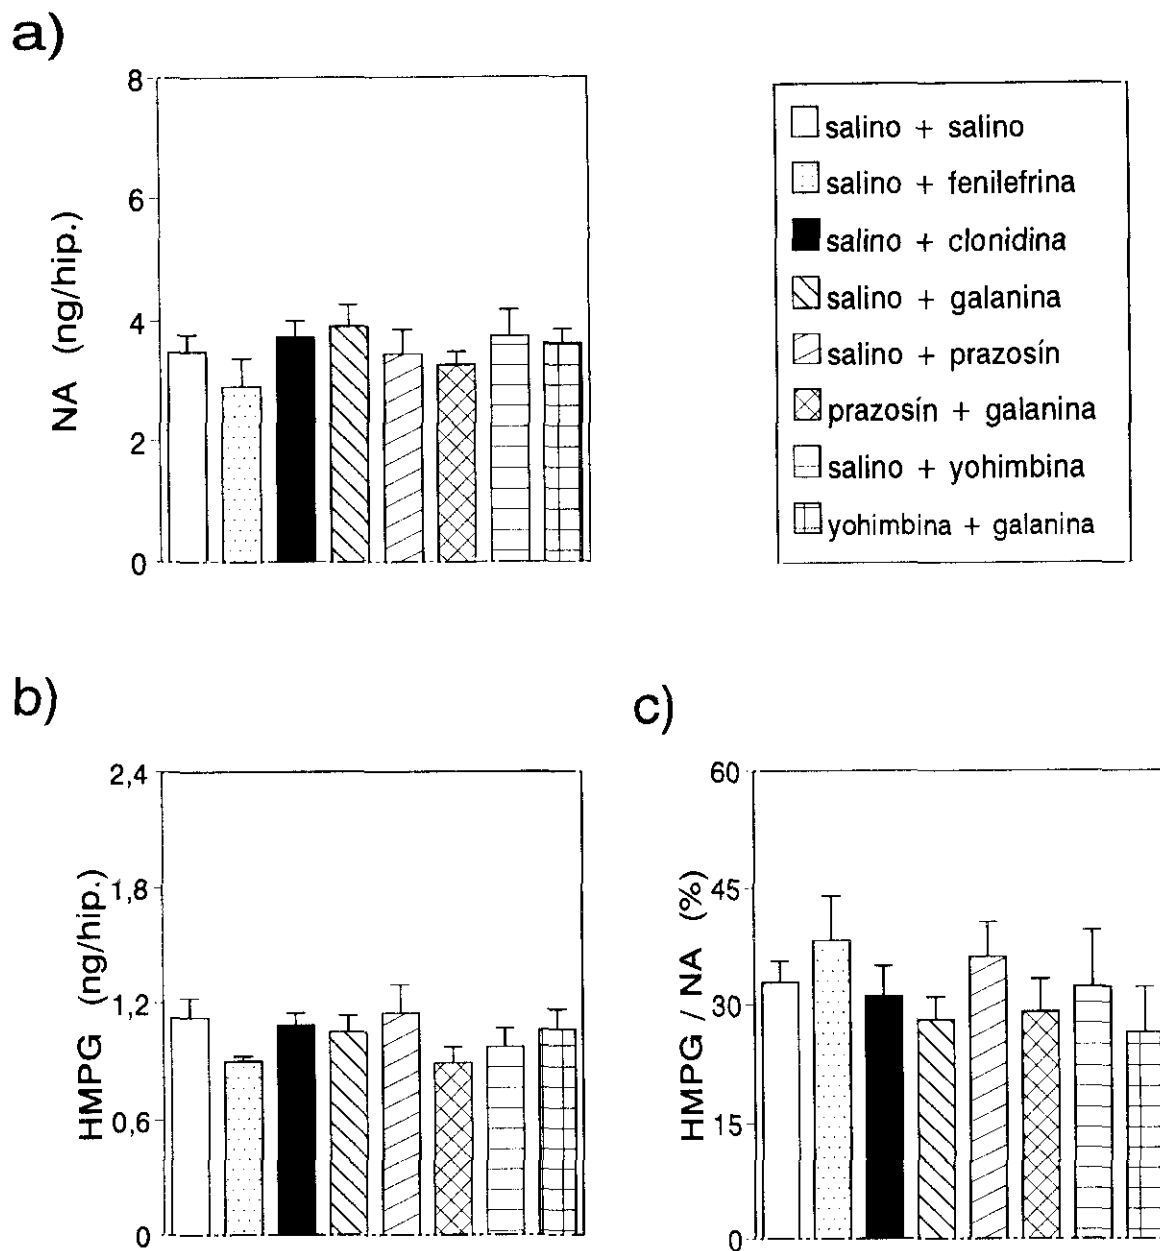 a)
8
6
4
2
0
NA (ng/hip.)
salino + salino
salino + fenilefrina
salino + clonidina
salino + galanina
salino + prazosín
prazosín + galanina
salino + yohimbina
yohimbina + galanina
b)
2,4
1,8
1,2
0,6
0
HMPG (ng/hip.)
c)
60
45
30
15
0
HMPG / NA (%)